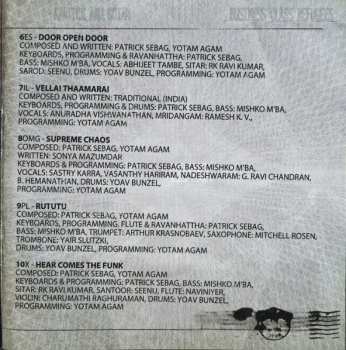 6ES - DOOR OPEN DOOR
COMPOSED AND WRITTEN: PATRICK SEBAG, YOTAM AGAM
KEYBOARDS, PROGRAMMING & RAVANHATTHA: PATRICK SEBAG,
BASS: MISHKO M'BA, VOCALS: ABHIJEET TAMBE, SITAR: RK RAVI KUMAR,
SAROD: SEENU, DRUMS: YOAV BUNZEL, PROGRAMMING: YOTAM AGAM
7IL - VELLAI THAAMARAI
COMPOSED AND WRITTEN: TRADITIONAL (INDIA)
KEYBOARDS, PROGRAMMING & DRUMS: PATRICK SEBAG, BASS: MISHKO M'BA,
VOCALS: ANURADHA VISHVANATHAN, MRIDANGAM: RAMESH K. V.,
PROGRAMMING: YOTAM AGAM
8OMG - SUPREME CHAOS
COMPOSED: PATRICK SEBAG, YOTAM AGAM
WRITTEN: SONYA MAZUMDAR
KEYBOARDS & PROGRAMMING: PATRICK SEBAG, BASS: MISHKO M'BA,
VOCALS: SASTRY KARRA, VASANTHY HARIRAM, NADESHWARAM: G. RAVI CHANDRAN,
B. HEMANATHAN, DRUMS: YOAV BUNZEL,
PROGRAMMING: YOTAM AGAM
9PL - RUTUTU
COMPOSED: PATRICK SEBAG, YOTAM AGAM
KEYBOARDS, PROGRAMMING, FLUTE & RAVANHATTHA: PATRICK SEBAG,
BASS: MISHKO M'BA, TRUMPET: ARTHUR KRASNOBAEV, SAXOPHONE: MITCHELL ROSEN,
TROMBONE: YAIR SLUTZKI,
DRUMS: YOAV BUNZEL, PROGRAMMING: YOTAM AGAM
10X - HEAR COMES THE FUNK
COMPOSED: PATRICK SEBAG, YOTAM AGAM
KEYBOARDS & PROGRAMMING: PATRICK SEBAG, BASS: MISHKO M'BA,
SITAR: RK RAVI KUMAR, SANTOOR: SEENU, FLUTE: NAVINIYER,
VIOLIN: CHARUMATHI RAGHURAMAN, DRUMS: YOAV BUNZEL,
PROGRAMMING: YOTAM AGAM